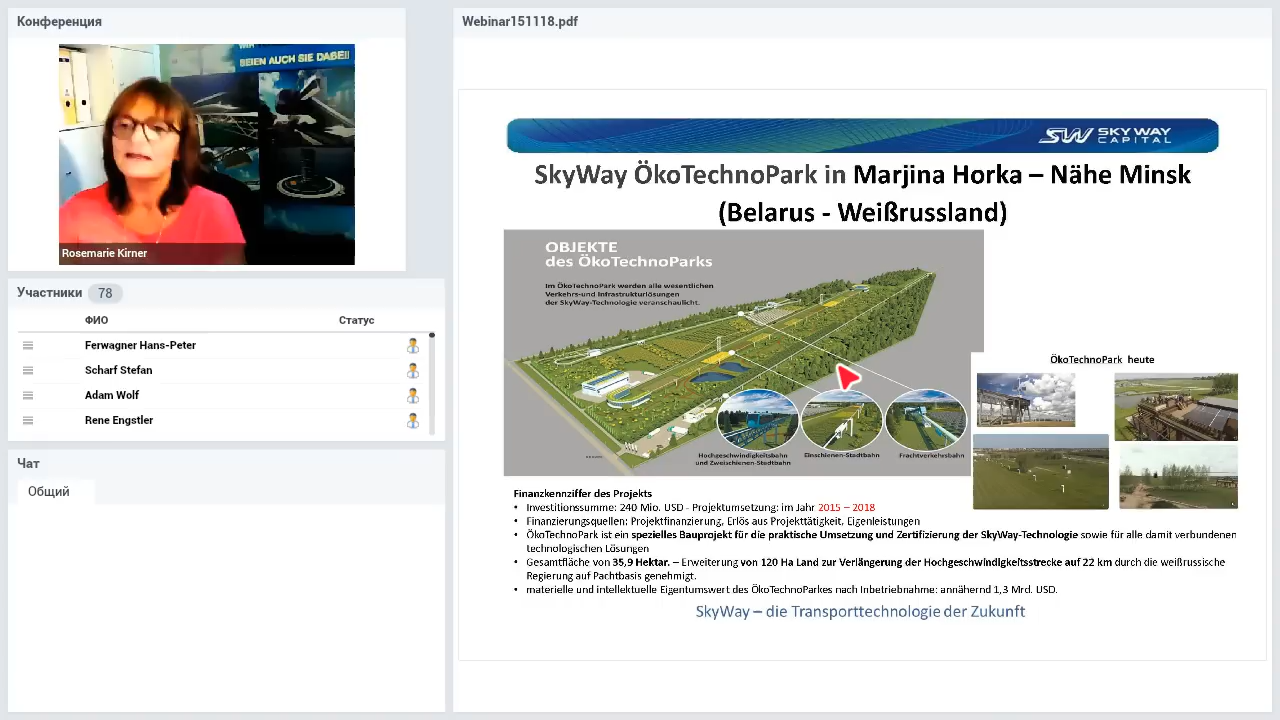 Конференция
WIR
SEIEN AUCH SIE DABEI!
Rosemarie Kirner
Участники 78
ФИО Статус
Ferwagner Hans-Peter
Scharf Stefan
Adam Wolf
Rene Engstler
Чат
Общий
Webinar151118.pdf
SW SKY WAY
CAPITAL
SkyWay ÖkoTechnoPark in Marjina Horka – Nähe Minsk
(Belarus - Weißrussland)
OBJEKTE
des ÖkoTechnoParks
Im ÖkoTechnoPark werden alle wesentlichen
Verkehrs-und Infrastrukturlösungen
der SkyWay-Technologie veranschaulicht.
Hochgeschwindigkeitsbahn
und Zweischienen-Stadtbahn
Einschienen-Stadtbahn
Frachtverkehrsbahn
ÖkoTechnoPark heute
Finanzkennziffer des Projekts
• Investitionssumme: 240 Mio. USD - Projektumsetzung: im Jahr 2015 – 2018
• Finanzierungsquellen: Projektfinanzierung, Erlös aus Projekttätigkeit, Eigenleistungen
• ÖkoTechnoPark ist ein spezielles Bauprojekt für die praktische Umsetzung und Zertifizierung der SkyWay-Technologie sowie für alle damit verbundenen
technologischen Lösungen
• Gesamtfläche von 35,9 Hektar. – Erweiterung von 120 Ha Land zur Verlängerung der Hochgeschwindigkeitsstrecke auf 22 km durch die weißrussische
Regierung auf Pachtbasis genehmigt.
• materielle und intellektuelle Eigentumswert des ÖkoTechnoParkes nach Inbetriebnahme: annähernd 1,3 Mrd. USD.
SkyWay – die Transporttechnologie der Zukunft